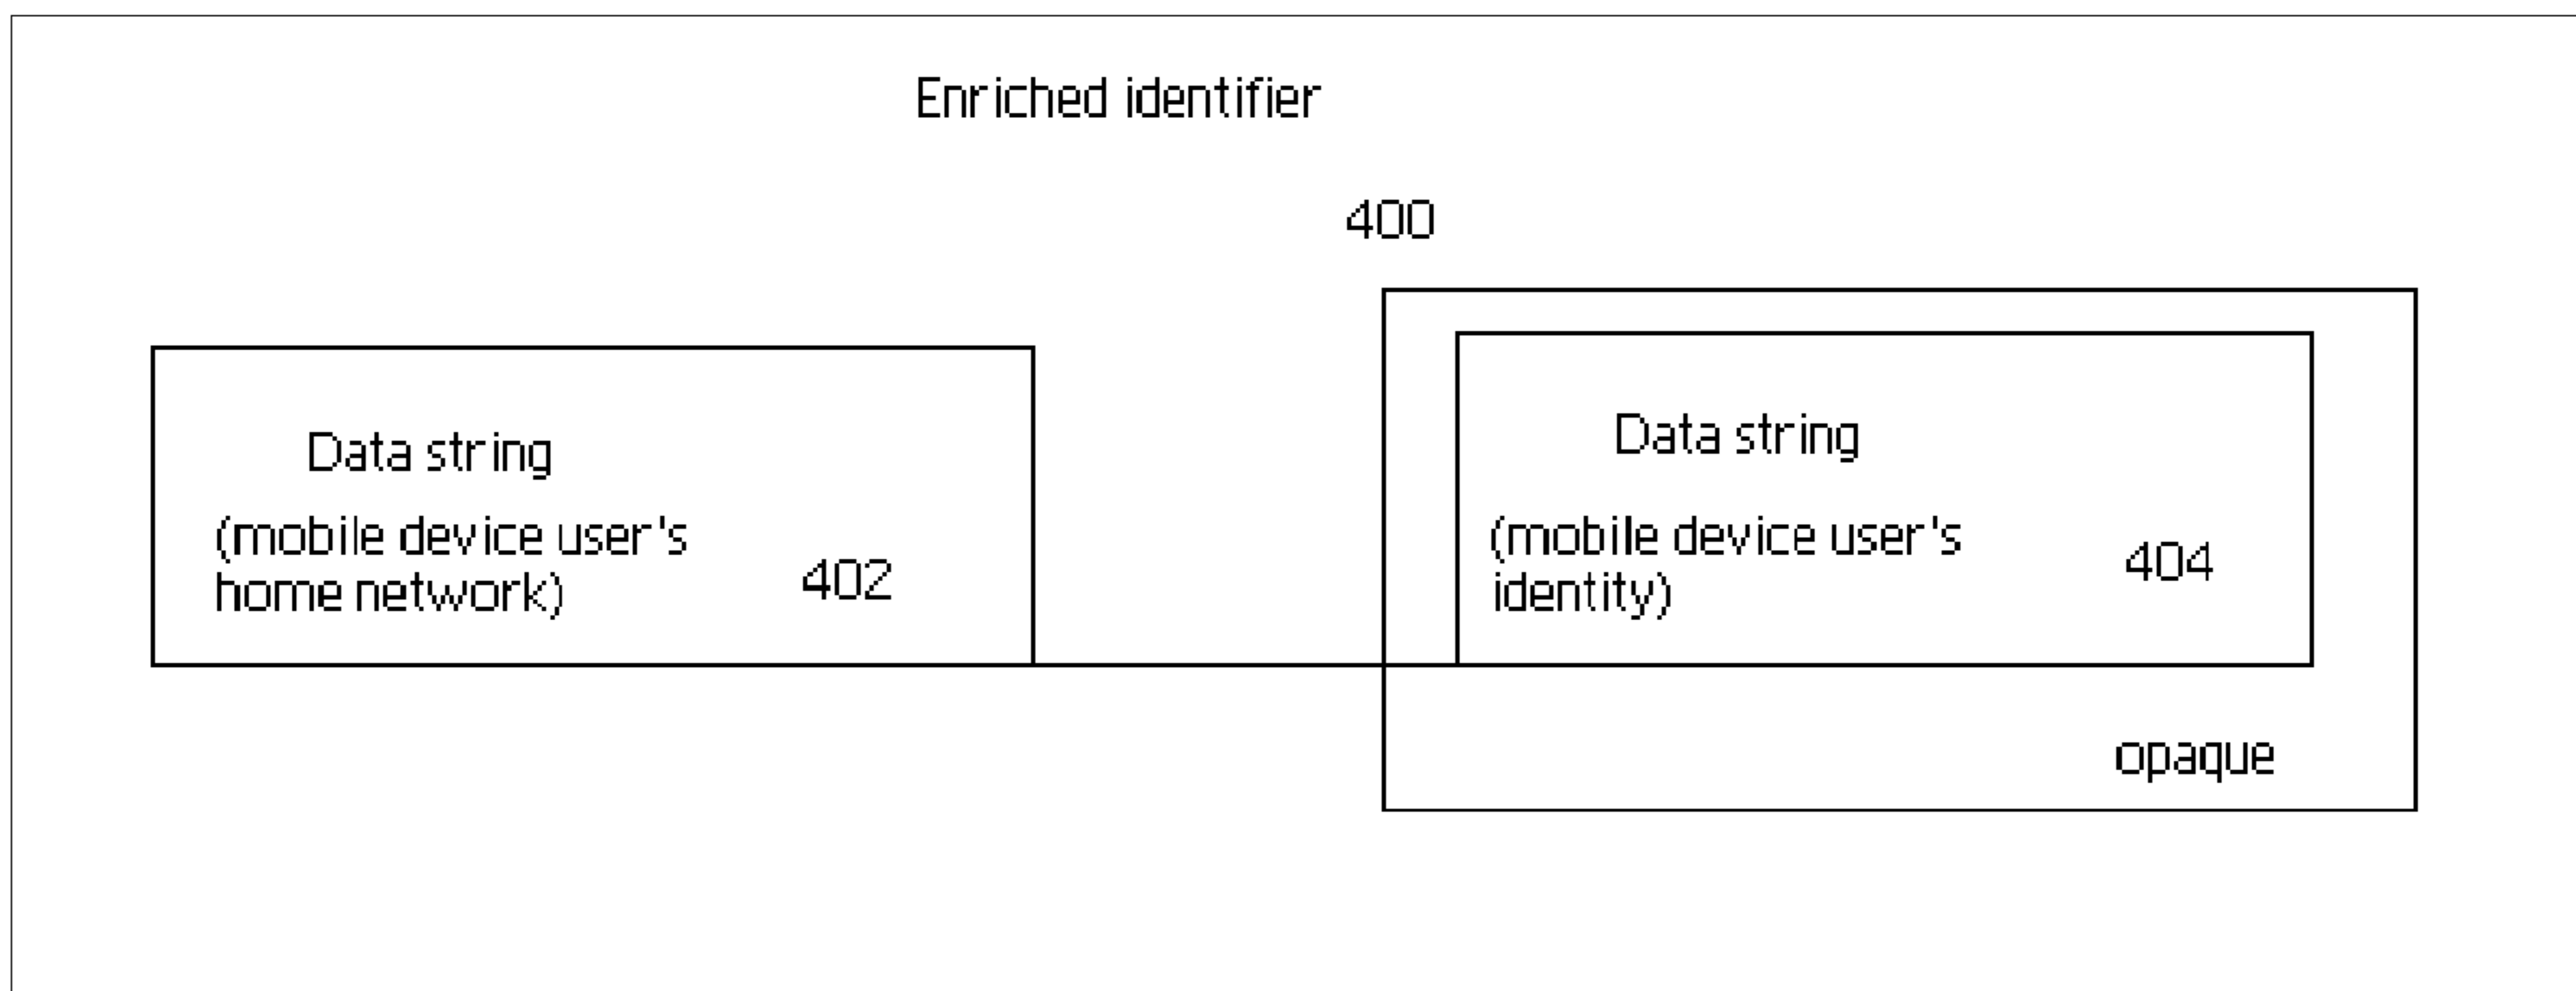 Enriched identifier
400
Data string
(mobile device user's
home network)
402
Data string
(mobile device user's
identity)
404
opaque